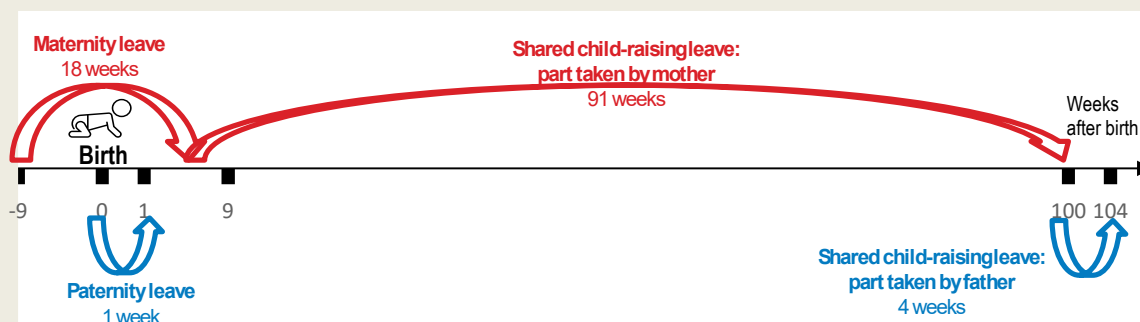 Maternity leave
18 weeks
Shared child-raising leave:
part taken by mother
91 weeks
Weeks
after birth
Birth
-9
0
1
9
100
104
Paternity leave
1 week
Shared child-raising leave:
part taken by father
4 weeks